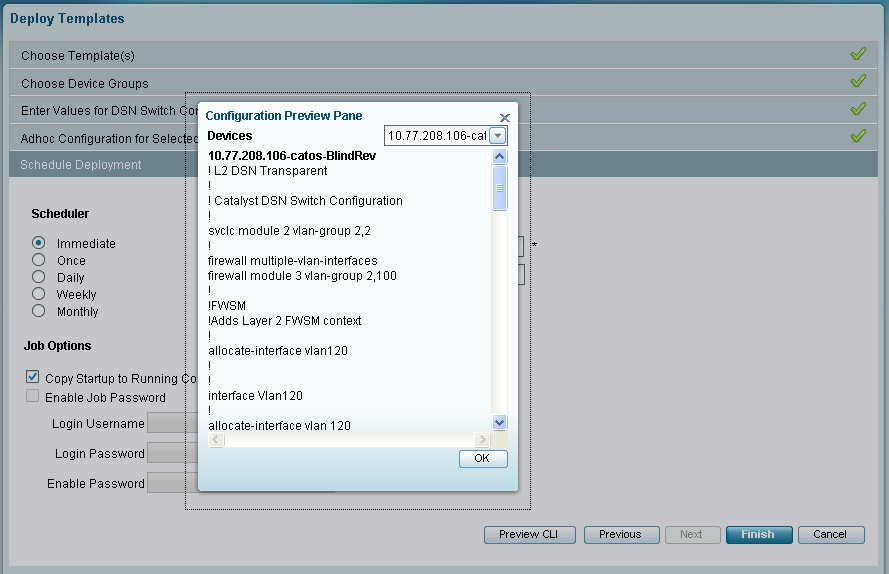 Deploy Templates
Choose Template(s)
Choose Device Groups
Enter Values for DSN Switch Co
Adhoc Configuration for Selected
Schedule Deployment
Scheduler
Immediate
Once
Daily
Weekly
Monthly
*
Job Options
Copy Startup to Running Co
Enable Job Password
Login Username
Login Password
Enable Password
Configuration Preview Pane
Devices
10.77.208.106-cat
10.77.208.106-catos-BlindRev
! L2 DSN Transparent
!
! Catalyst DSN Switch Configuration
!
svclc module 2 vlan-group 2,2
!
firewall multiple-vlan-interfaces
firewall module 3 vlan-group 2,100
!
!FWSM
!Adds Layer 2 FWSM context
!
allocate-interface vlan120
!
!
interface Vlan120
!
allocate-interface vlan 120
OK
Preview CLI
Previous
Next
Finish
Cancel